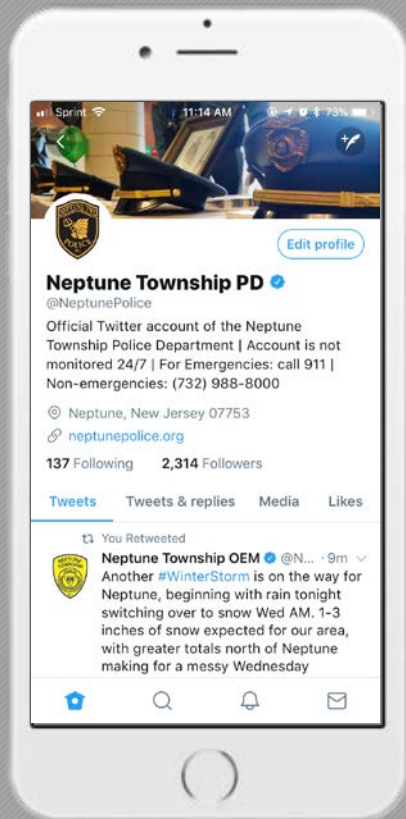 Sprint 11:14 AM 75%
NEPTUNE TWP.
POLICE
Edit profile
Neptune Township PD
@NeptunePolice
Official Twitter account of the Neptune
Township Police Department | Account is not
monitored 24/7 | For Emergencies: call 911 |
Non-emergencies: (732) 988-8000
Neptune, New Jersey 07753
neptunepolice.org
137 Following 2,314 Followers
Tweets Tweets & replies Media Likes
You Retweeted
Neptune Township OEM @N... · 9m
Another #WinterStorm is on the way for
Neptune, beginning with rain tonight
switching over to snow Wed AM. 1-3
inches of snow expected for our area,
with greater totals north of Neptune
making for a messy Wednesday